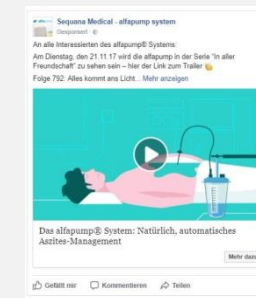 Sequana Medical - alfapump system
Gesponsert
An alle Interessierten des alfapump® Systems:
Am Dienstag, den 21.11.17 wird die alfapump in der Serie "In aller
Freundschaft" zu sehen sein – hier der Link zum Trailer
Folge 792: Alles kommt ans Licht... Mehr anzeigen
Das alfapump® System: Natürlich, automatisches
Aszites-Management
Mehr dazu
Gefällt mir Kommentieren Teilen